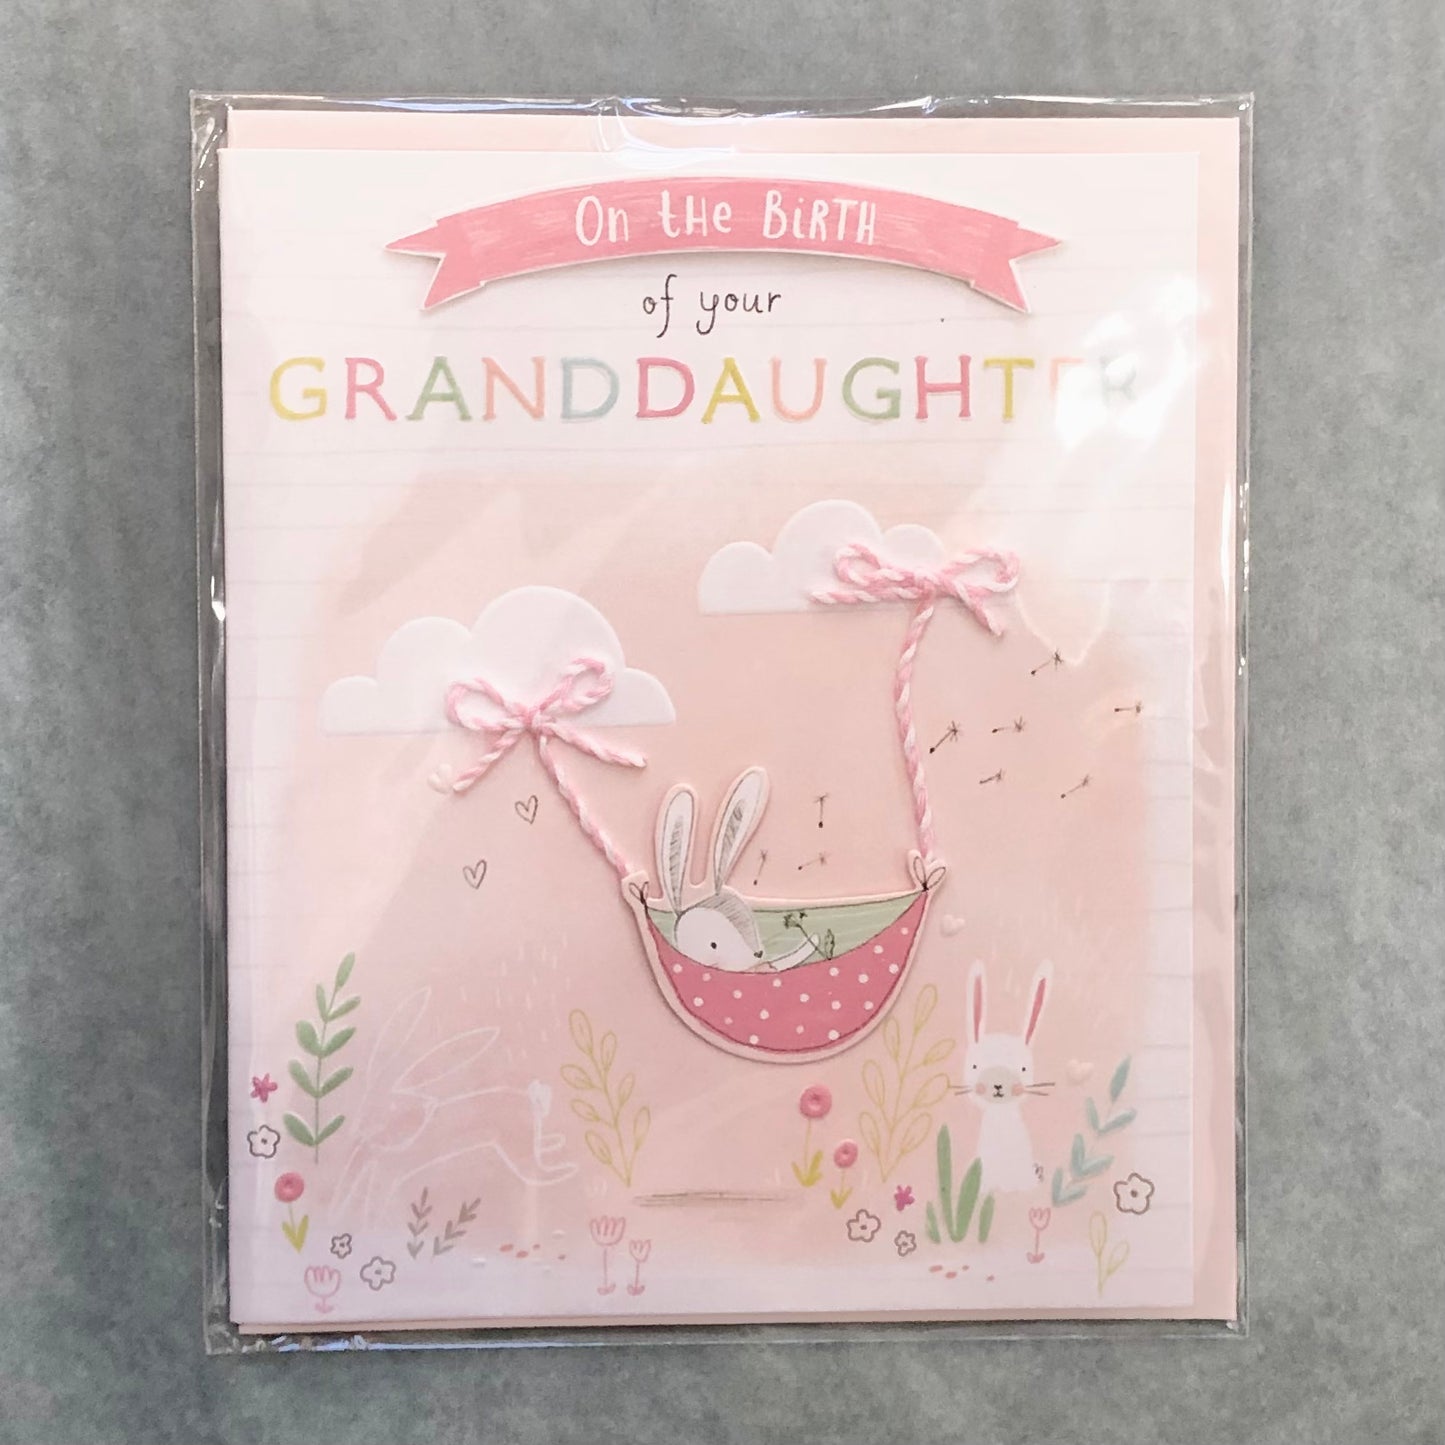 On tHe BiRTH
of your
GRANDDAUGHTER